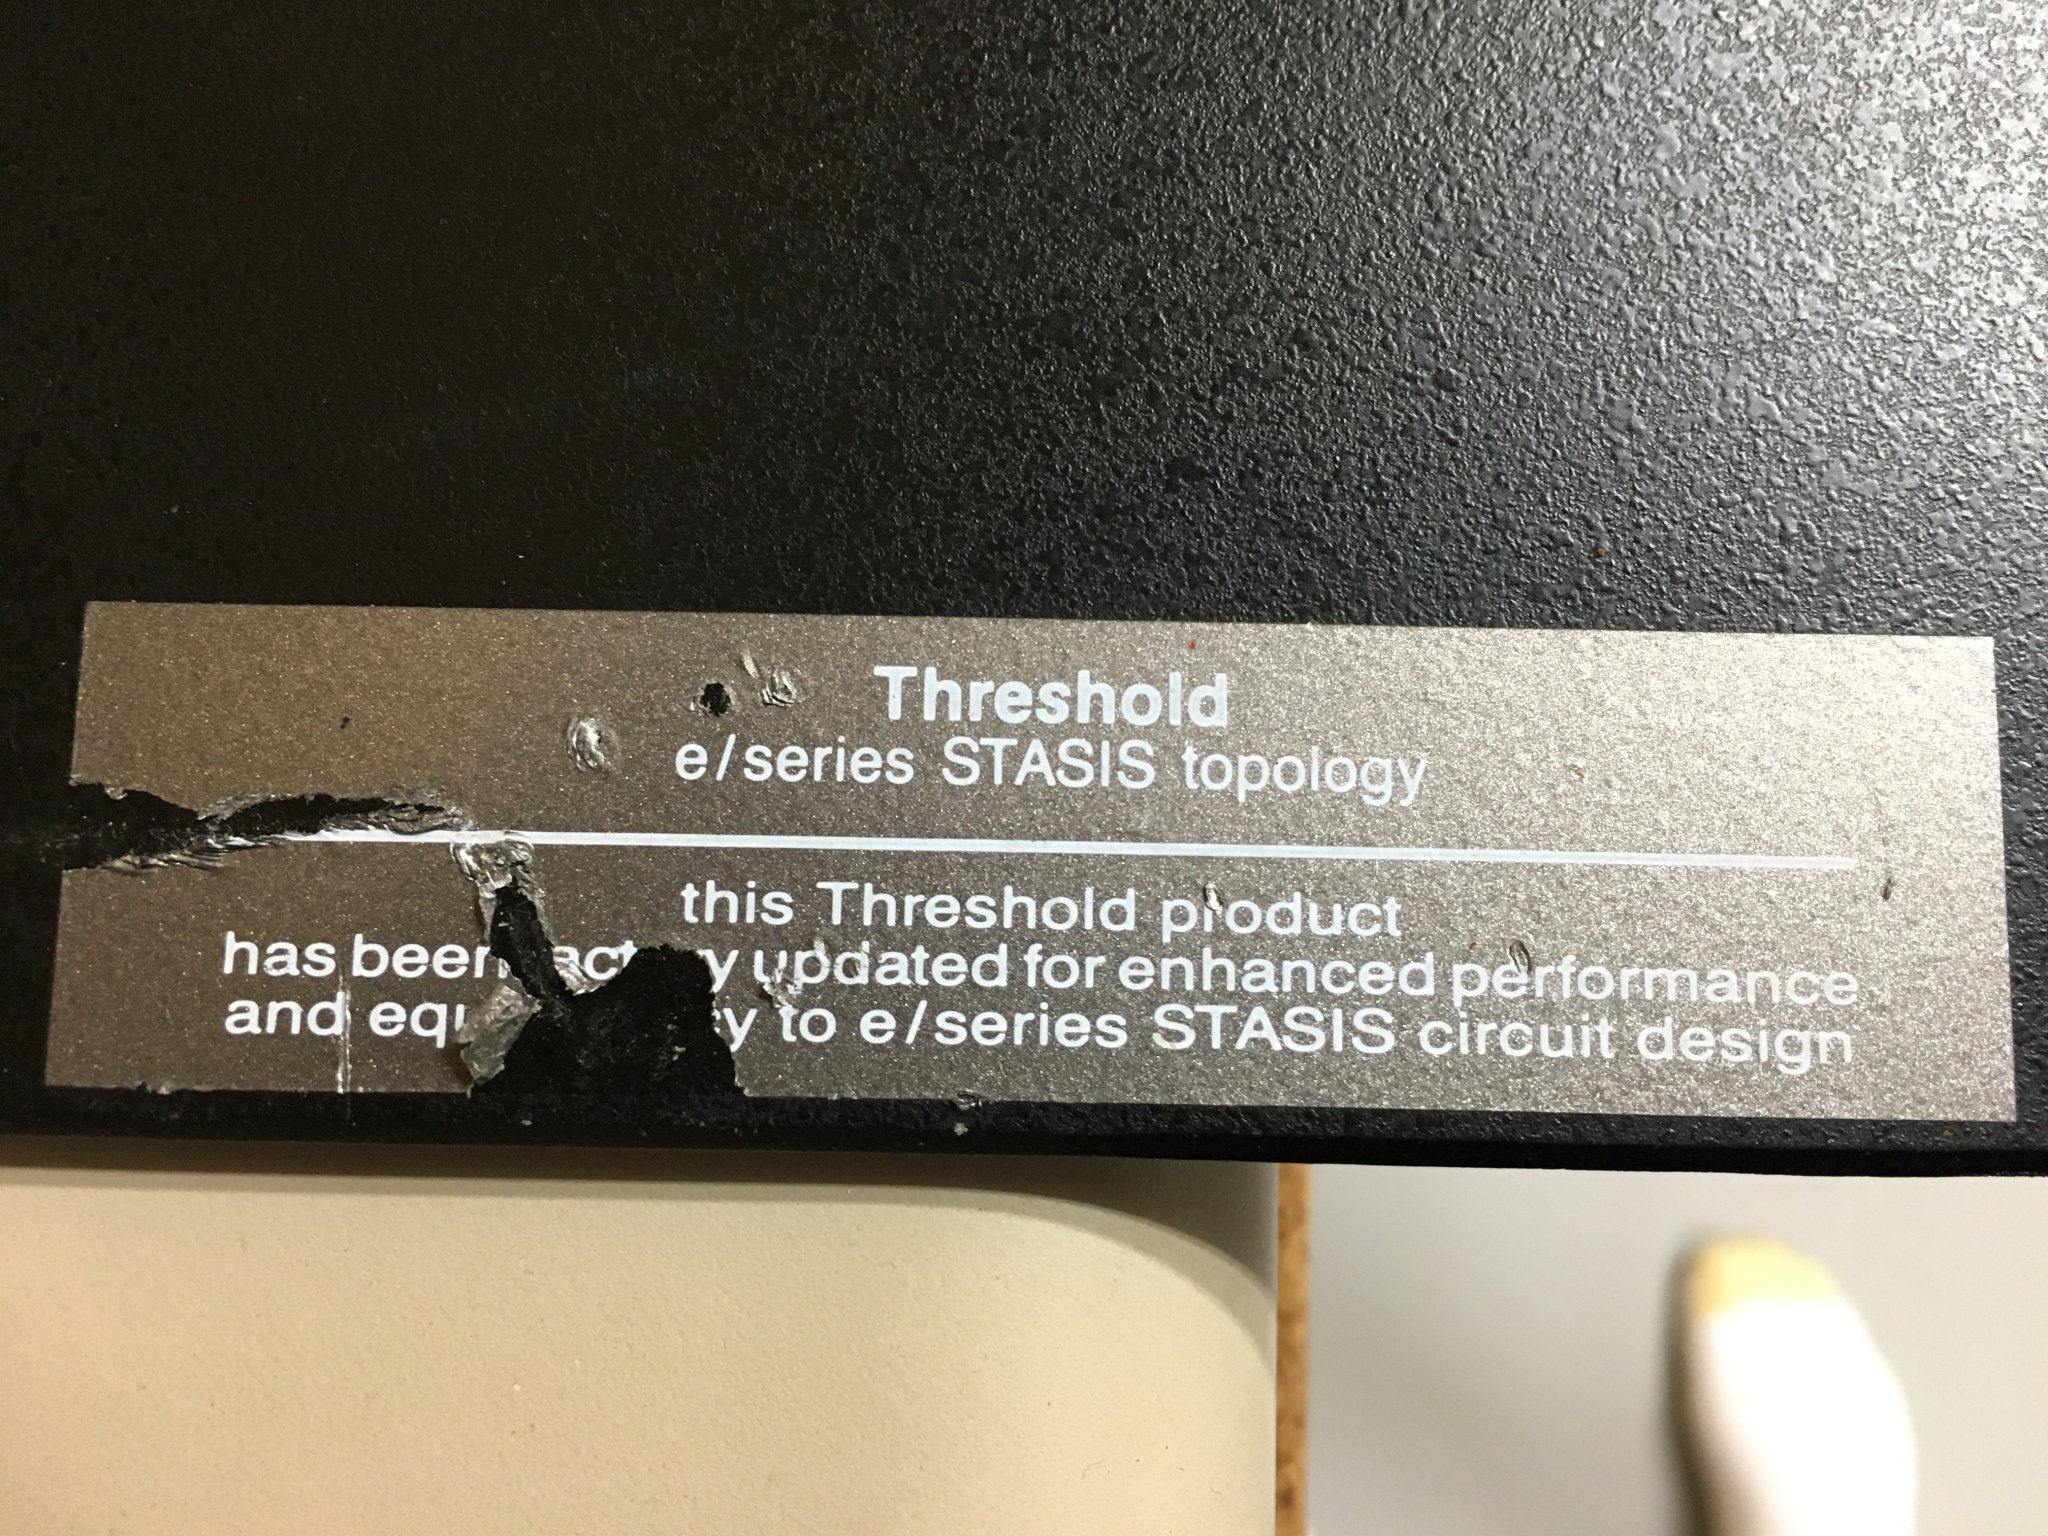 Threshold
e/series STASIS topology
this Threshold product
has been updated for enhanced performance
and to e/series STASIS circuit design